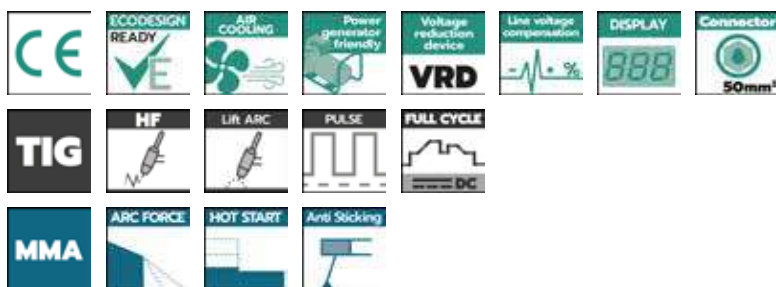 CE
ECODESIGN
READY
E
AIR
COOLING
Power
generator
friendly
Voltage
reduction
device
VRD
Line voltage
compensation
- + %
DISPLAY
888
Connector
50mm²
TIG
HF
Lift ARC
PULSE
FULL CYCLE
DC
MMA
ARC FORCE
HOT START
Anti Sticking